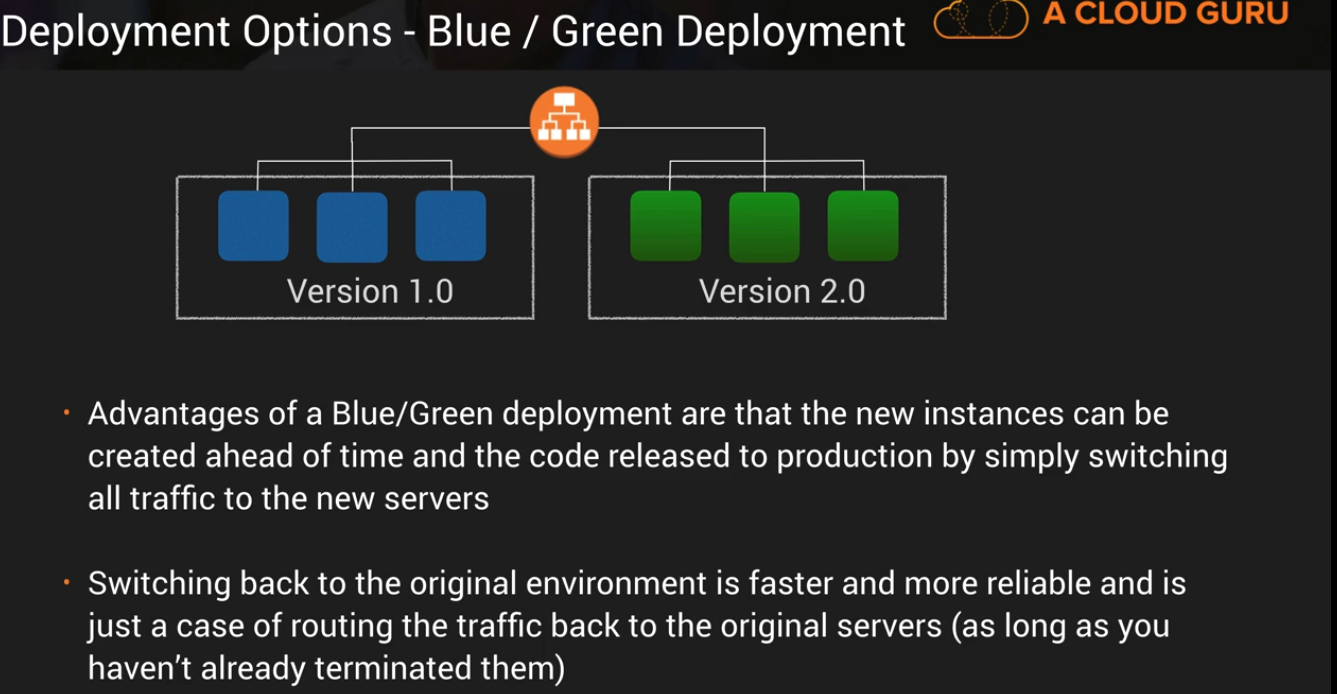 Deployment Options - Blue / Green Deployment
A CLOUD GURU
Version 1.0
Version 2.0
· Advantages of a Blue/Green deployment are that the new instances can be
created ahead of time and the code released to production by simply switching
all traffic to the new servers
· Switching back to the original environment is faster and more reliable and is
just a case of routing the traffic back to the original servers (as long as you
haven't already terminated them)